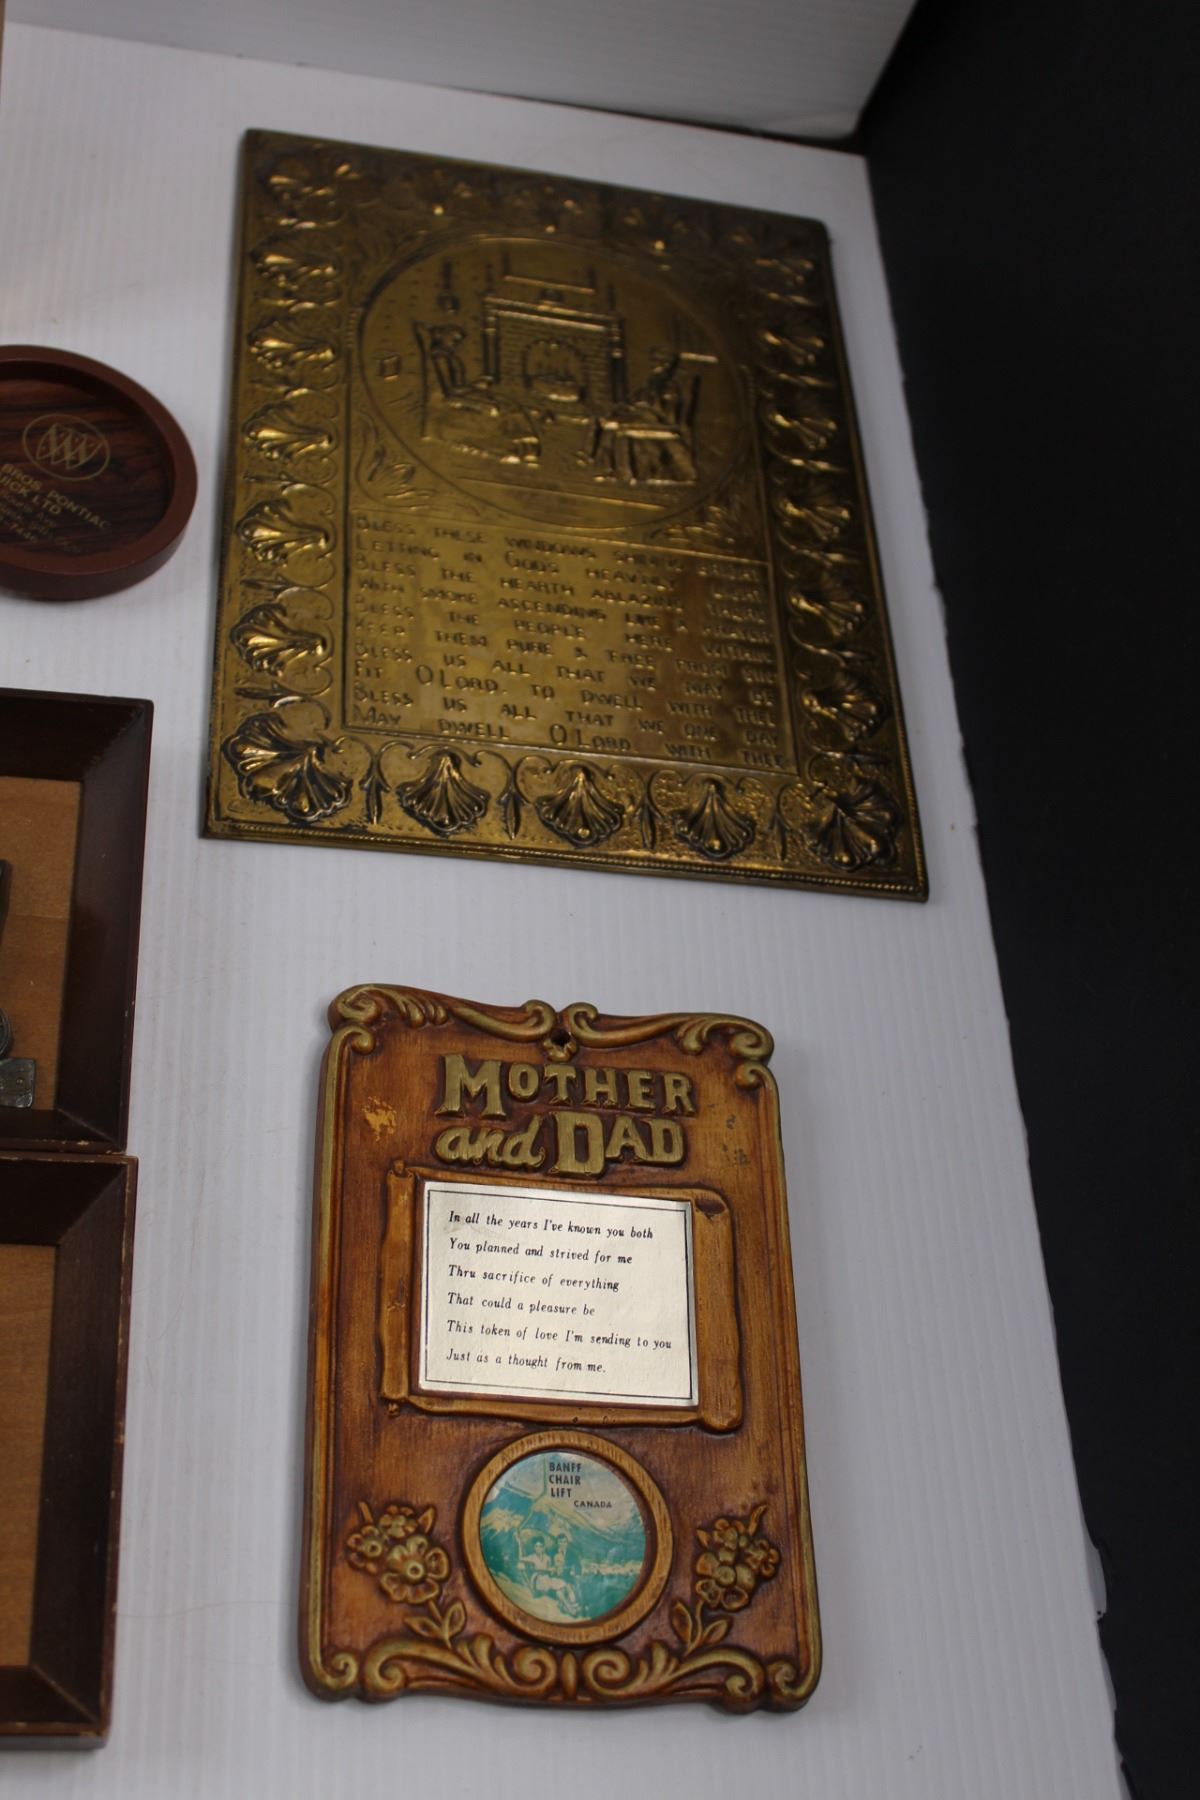 BLESS THESE WINDOWS SHINING BRIGHT
LETTING IN GODS HEAVENLY LIGHT
BLESS THE HEARTH ABLAZING THERE
WITH SMOKE ASCENDING LIKE A PRAYER
BLESS THE PEOPLE HERE WITHIN
KEEP THEM PURE & FREE FROM SIN
BLESS US ALL THAT WE MAY BE
FIT O LORD. TO DWELL WITH THEE
BLESS US ALL THAT WE ONE DAY
MAY DWELL O LORD WITH THEE
BROS PONTIAC
LTD
MOTHER
and DAD
In all the years I've known you both
You planned and strived for me
Thru sacrifice of everything
That could a pleasure be
This token of love I'm sending to you
Just as a thought from me.
BANFF
CHAIR
LIFT
CANADA